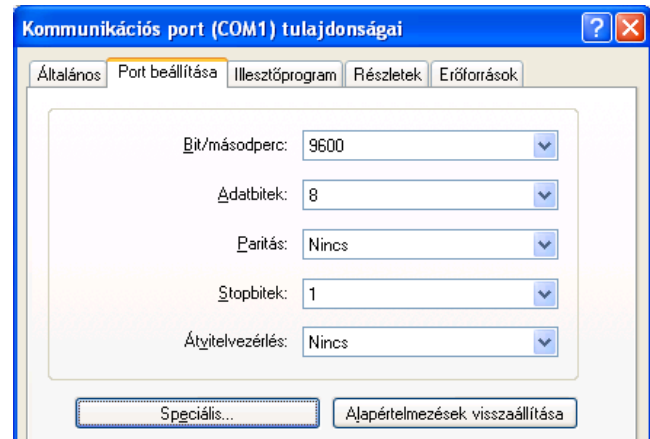 Kommunikációs port (COM1) tulajdonságai
Általános Port beállítása Illesztőprogram Részletek Erőforrások
Bit/másodperc: 9600
Adatbitek: 8
Paritás: Nincs
Stopbitek: 1
Átvitelvezérlés: Nincs
Speciális... Alapértelmezések visszaállítása